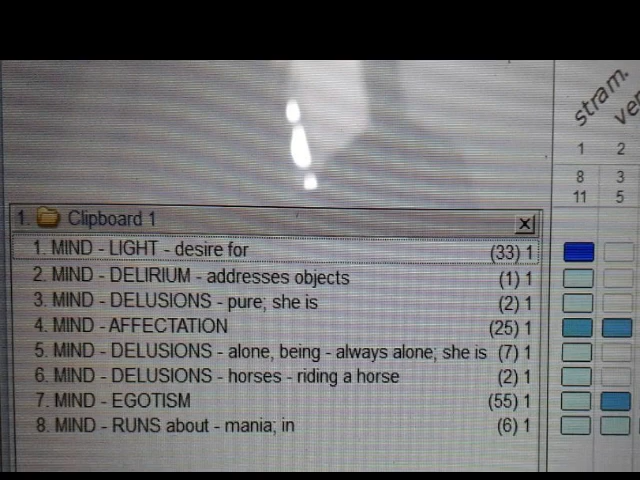 stram.
1 2
8 3
11 5
1. Clipboard 1 X
1. MIND - LIGHT - desire for (33) 1
2. MIND - DELIRIUM - addresses objects (1) 1
3. MIND - DELUSIONS - pure; she is (2) 1
4. MIND - AFFECTATION (25) 1
5. MIND - DELUSIONS - alone, being - always alone; she is (7) 1
6. MIND - DELUSIONS - horses - riding a horse (2) 1
7. MIND - EGOTISM (55) 1
8. MIND - RUNS about - mania; in (6) 1